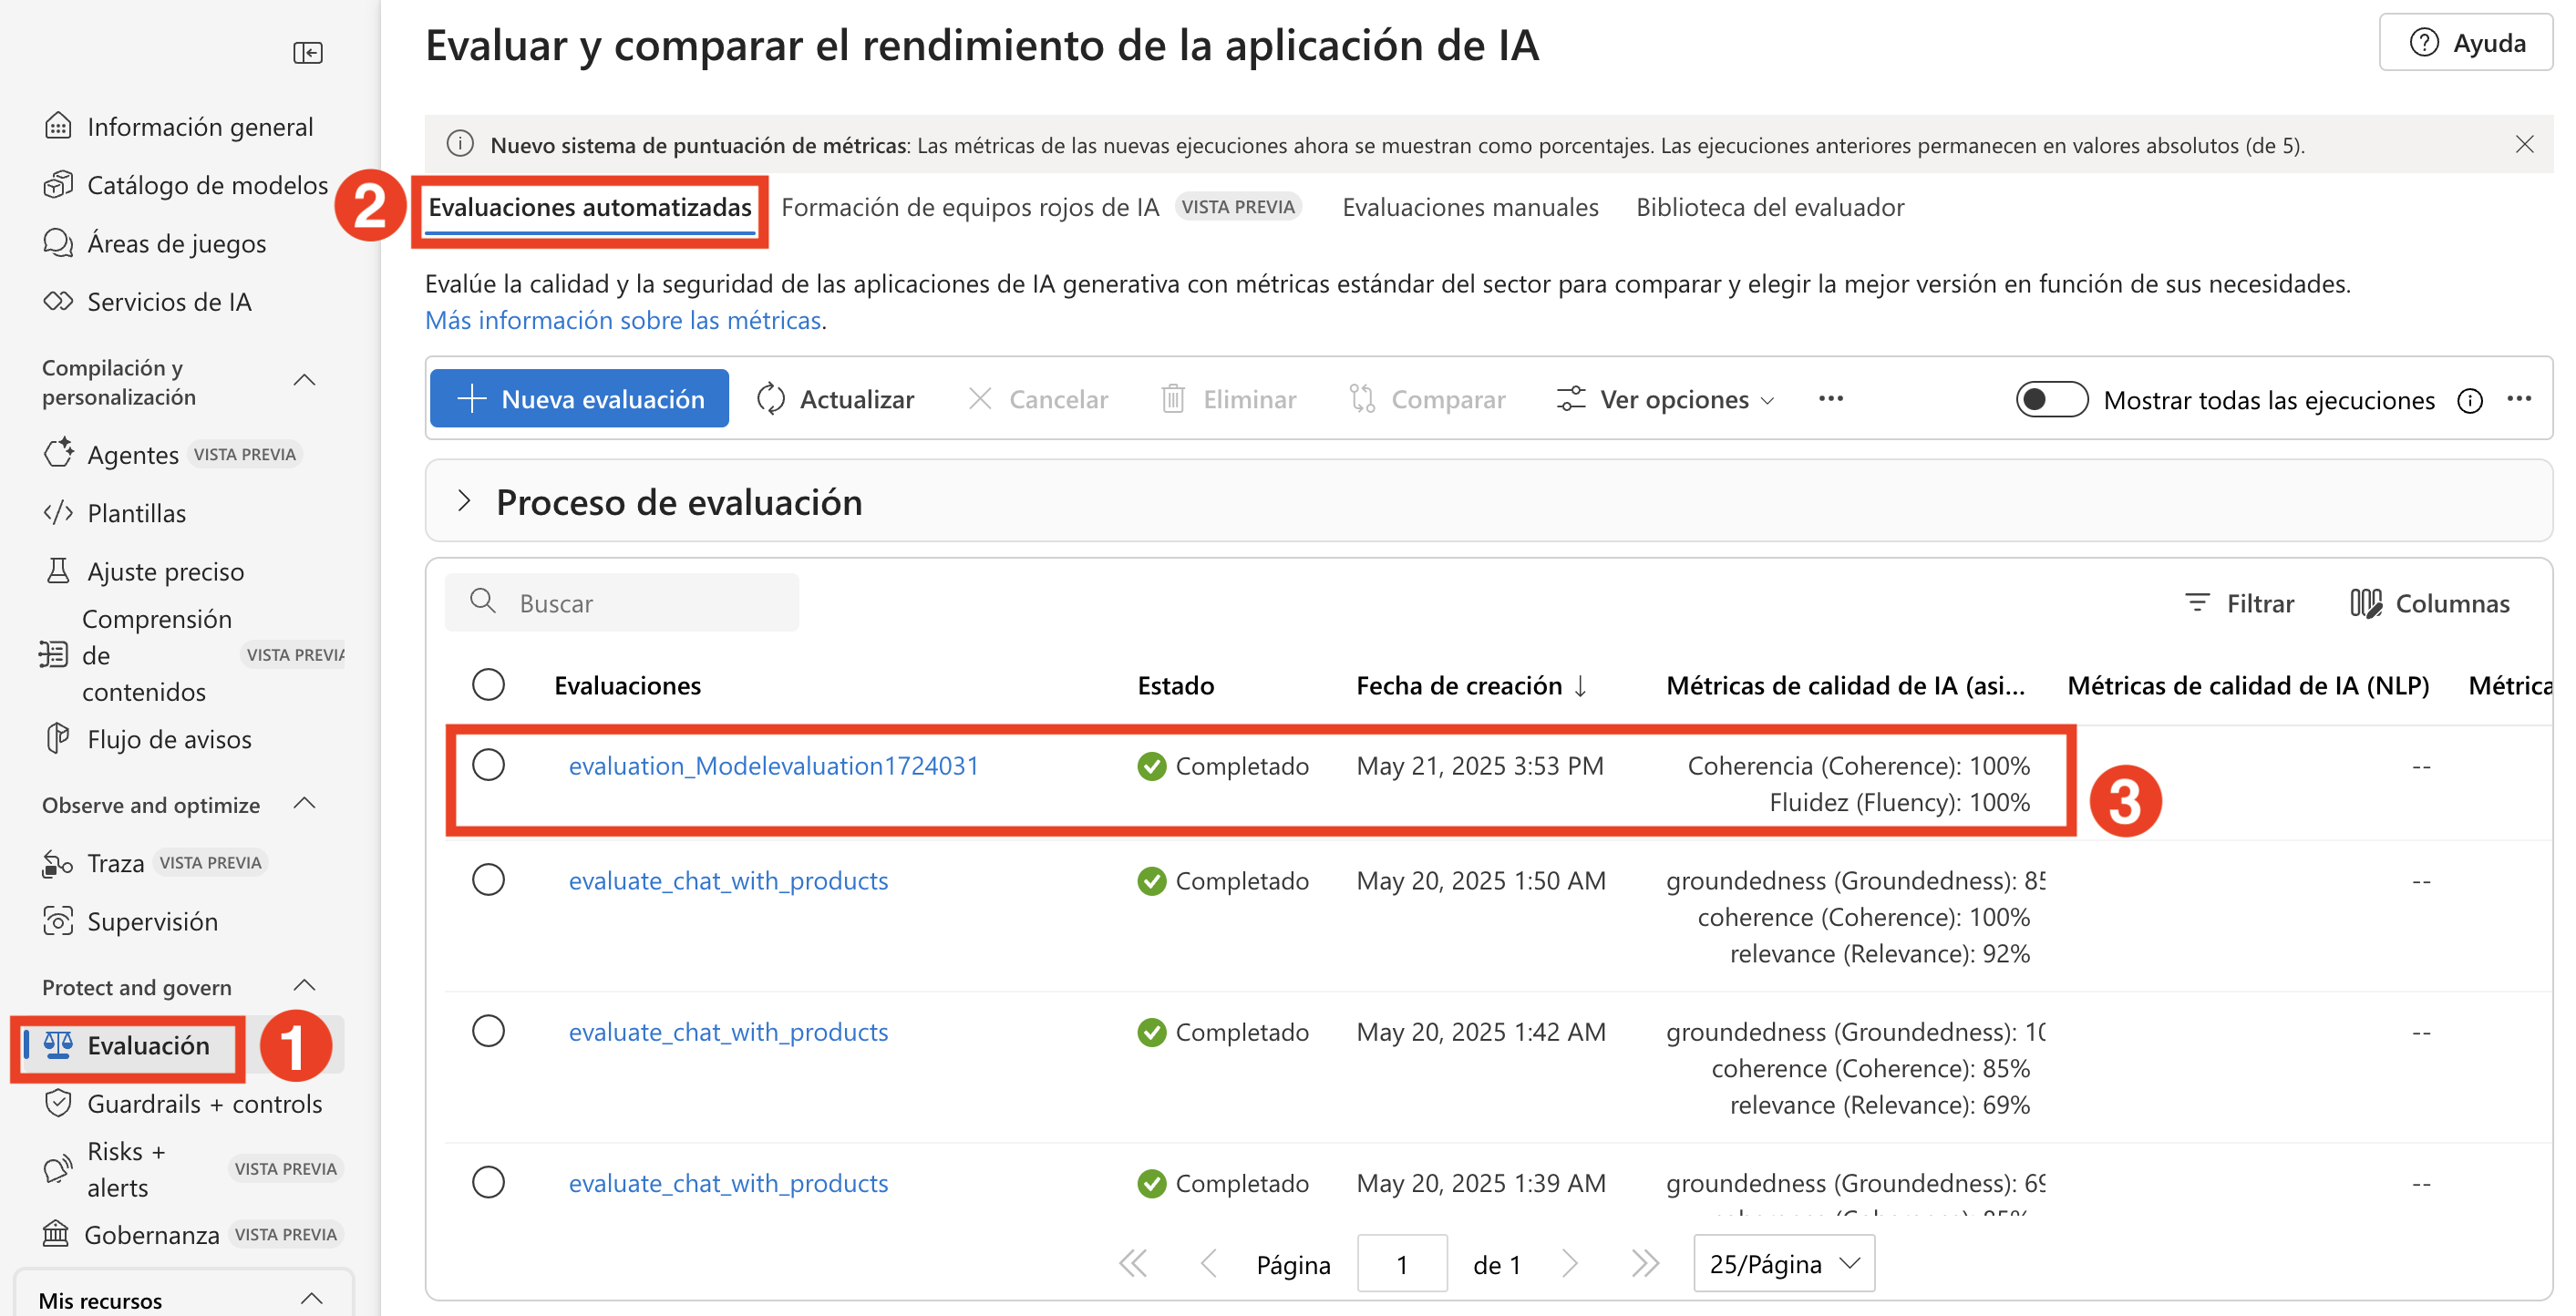 Evaluar y comparar el rendimiento de la aplicación de IA
Ayuda
Nuevo sistema de puntuación de métricas: Las métricas de las nuevas ejecuciones ahora se muestran como porcentajes. Las ejecuciones anteriores permanecen en valores absolutos (de 5).
Información general
Catálogo de modelos
Áreas de juegos
Servicios de IA
Compilación y
personalización
Agentes VISTA PREVIA
Plantillas
Ajuste preciso
Comprensión
de VISTA PREVIA
contenidos
Flujo de avisos
Observe and optimize
Traza VISTA PREVIA
Supervisión
Protect and govern
Evaluación
1
Guardrails + controls
Risks +
alerts VISTA PREVIA
Gobernanza VISTA PREVIA
Mis recursos
2
Evaluaciones automatizadas Formación de equipos rojos de IA VISTA PREVIA Evaluaciones manuales Biblioteca del evaluador
Evalúe la calidad y la seguridad de las aplicaciones de IA generativa con métricas estándar del sector para comparar y elegir la mejor versión en función de sus necesidades.
Más información sobre las métricas.
Nueva evaluación Actualizar Cancelar Eliminar Comparar Ver opciones ... Mostrar todas las ejecuciones ...
Proceso de evaluación
Buscar Filtrar Columnas
Evaluaciones Estado Fecha de creación Métricas de calidad de IA (asi... Métricas de calidad de IA (NLP) Métrica
evaluation_Modelevaluation1724031 Completado May 21, 2025 3:53 PM Coherencia (Coherence): 100% --
Fluidez (Fluency): 100%
3
evaluate_chat_with_products Completado May 20, 2025 1:50 AM groundedness (Groundedness): 85 --
coherence (Coherence): 100%
relevance (Relevance): 92%
evaluate_chat_with_products Completado May 20, 2025 1:42 AM groundedness (Groundedness): 10 --
coherence (Coherence): 85%
relevance (Relevance): 69%
evaluate_chat_with_products Completado May 20, 2025 1:39 AM groundedness (Groundedness): 69 --
Página 1 de 1 25/Página